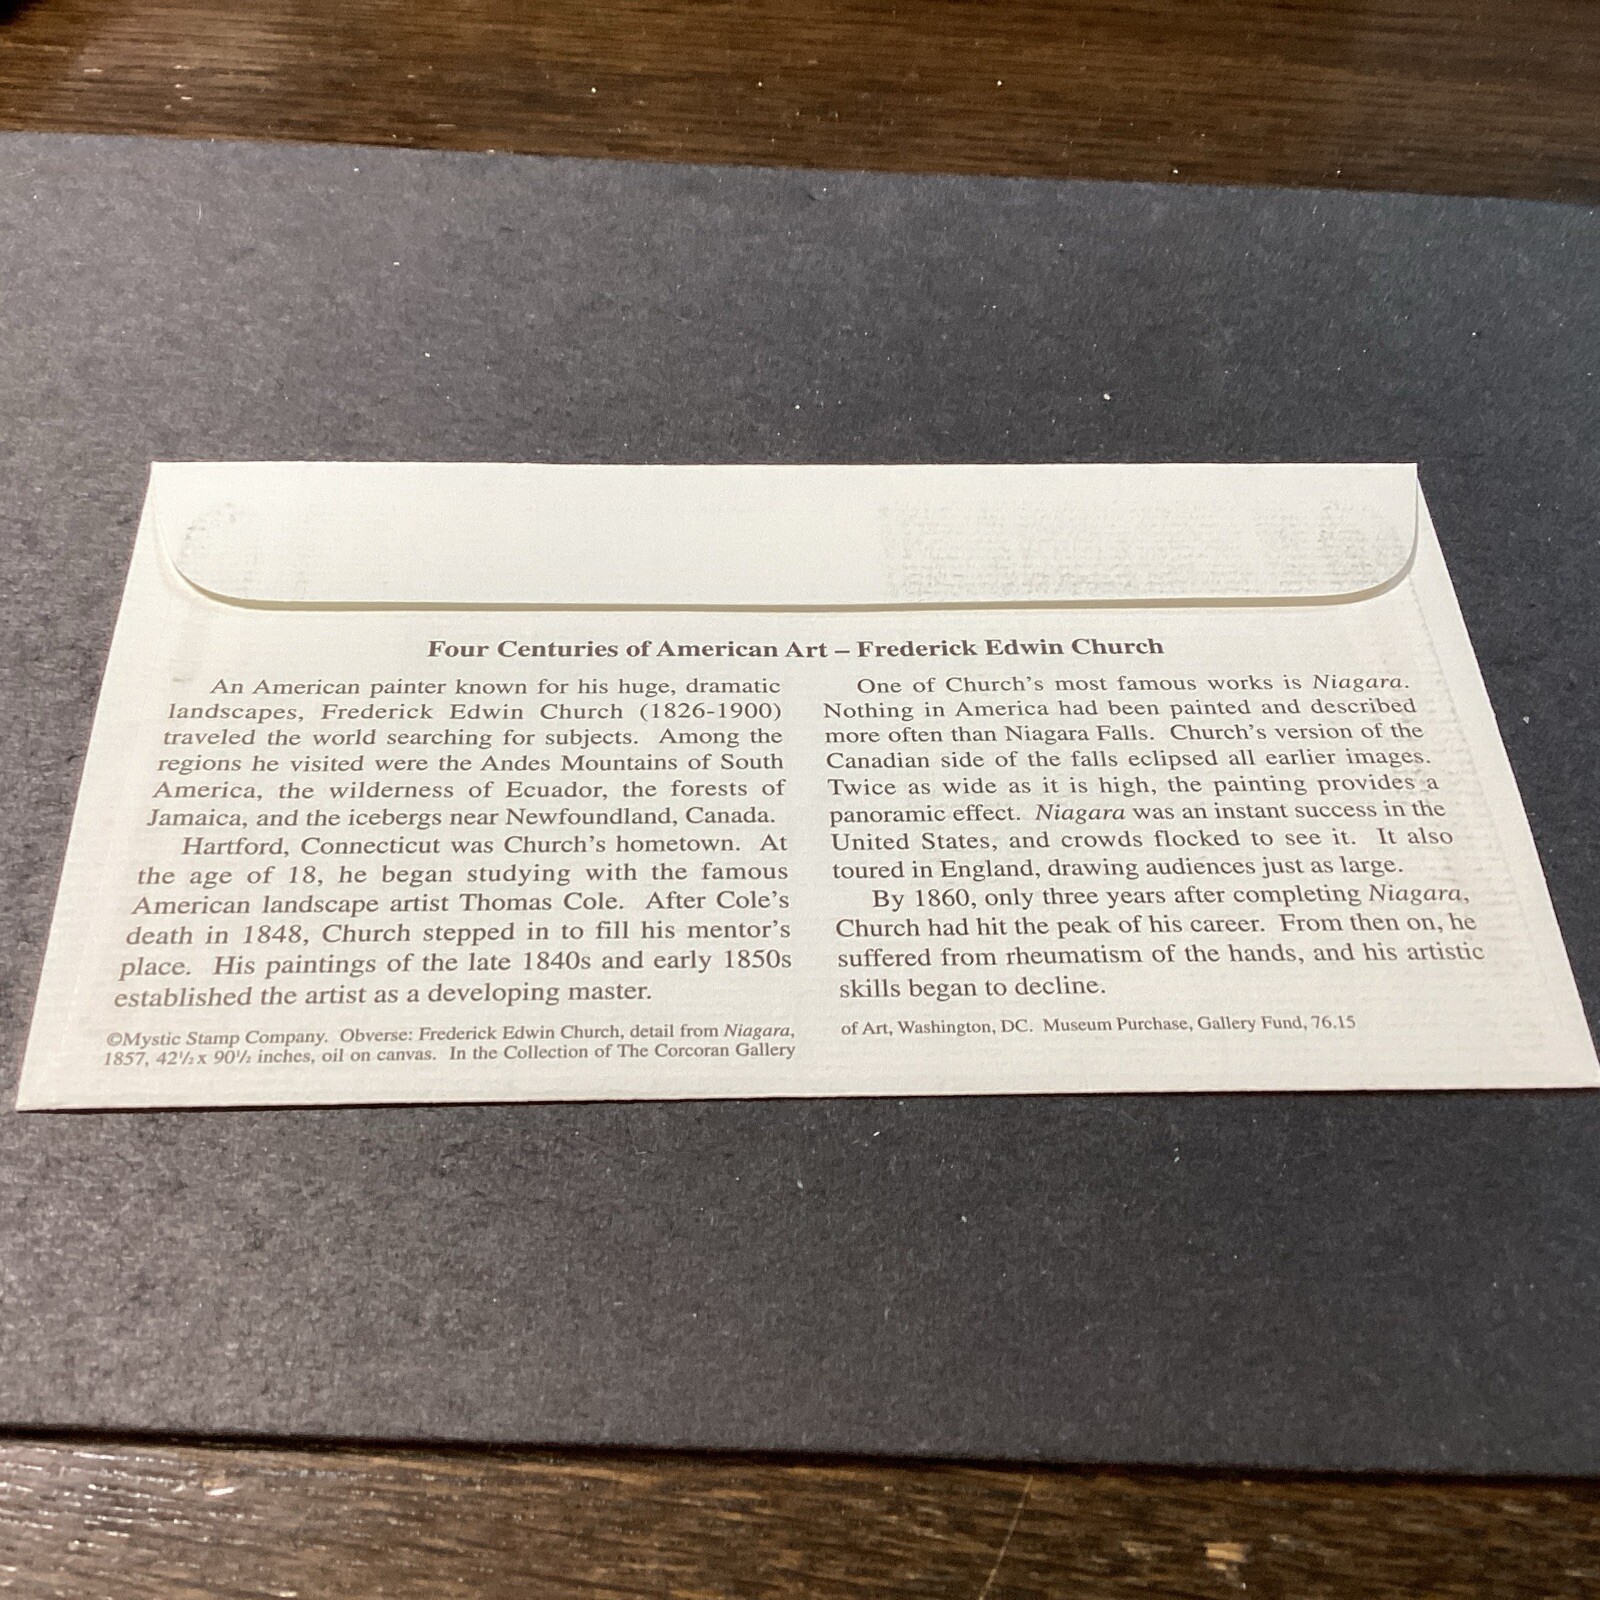 Four Centuries of American Art – Frederick Edwin Church
An American painter known for his huge, dramatic
landscapes, Frederick Edwin Church (1826-1900)
traveled the world searching for subjects. Among the
regions he visited were the Andes Mountains of South
America, the wilderness of Ecuador, the forests of
Jamaica, and the icebergs near Newfoundland, Canada.
Hartford, Connecticut was Church's hometown. At
the age of 18, he began studying with the famous
American landscape artist Thomas Cole. After Cole's
death in 1848, Church stepped in to fill his mentor's
place. His paintings of the late 1840s and early 1850s
established the artist as a developing master.
One of Church's most famous works is Niagara.
Nothing in America had been painted and described
more often than Niagara Falls. Church's version of the
Canadian side of the falls eclipsed all earlier images.
Twice as wide as it is high, the painting provides a
panoramic effect. Niagara was an instant success in the
United States, and crowds flocked to see it. It also
toured in England, drawing audiences just as large.
By 1860, only three years after completing Niagara,
Church had hit the peak of his career. From then on, he
suffered from rheumatism of the hands, and his artistic
skills began to decline.
©Mystic Stamp Company. Obverse: Frederick Edwin Church, detail from Niagara,
1857, 42½ x 90½ inches, oil on canvas. In the Collection of The Corcoran Gallery
of Art, Washington, DC. Museum Purchase, Gallery Fund, 76.15